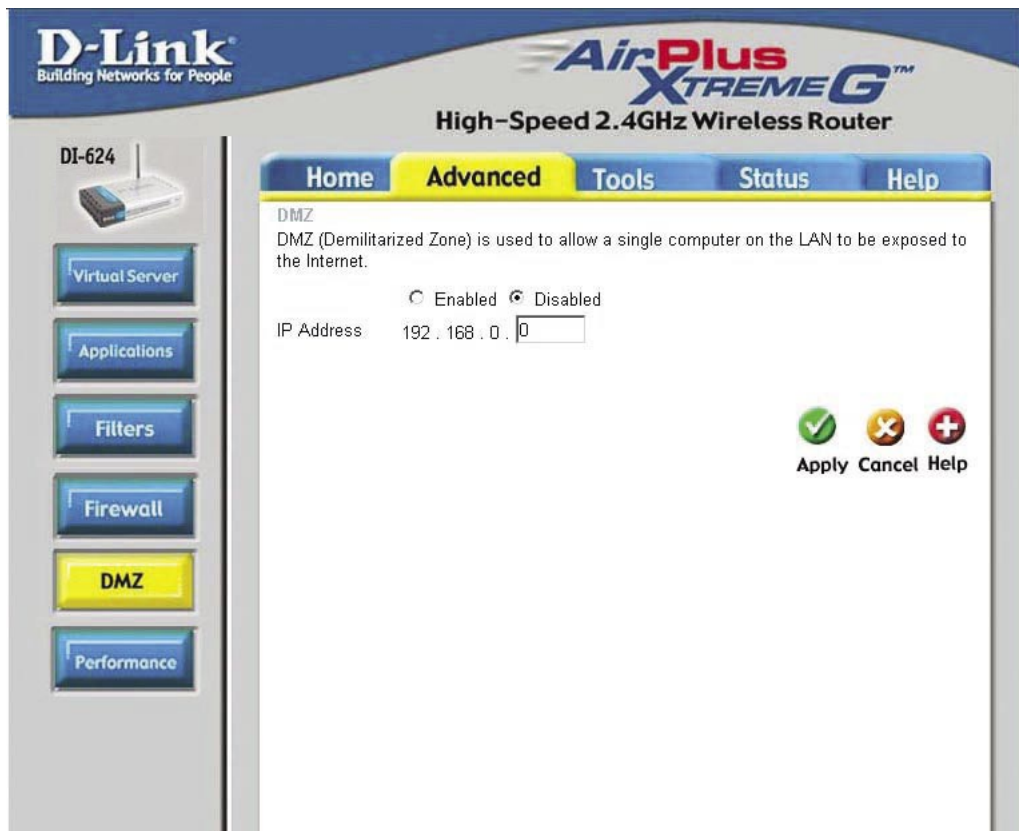 D-Link
Building Networks for People
AirPlus
XTREME G™
High-Speed 2.4GHz Wireless Router
DI-624
Home Advanced Tools Status Help
Virtual Server
Applications
Filters
Firewall
DMZ
Performance
DMZ
DMZ (Demilitarized Zone) is used to allow a single computer on the LAN to be exposed to
the Internet.
Enabled Disabled
IP Address 192 . 168 . 0 . 0
Apply Cancel Help